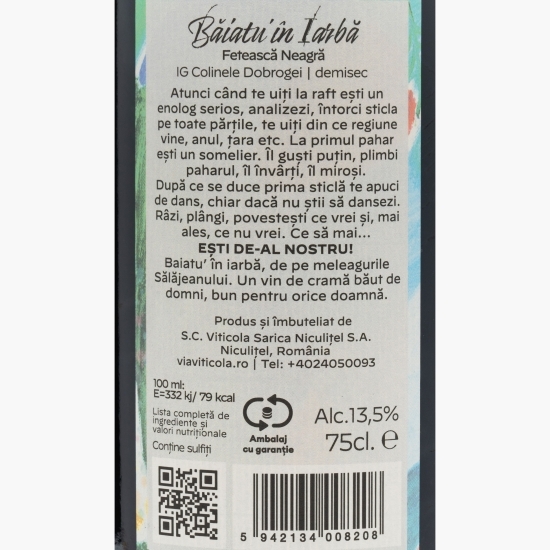 Băiatu' în Iarbă
Fetească Neagră
IG Colinele Dobrogei | demisec
Atunci când te uiți la raft ești un
enolog serios, analizezi, întorci sticla
pe toate părțile, te uiți din ce regiune
vine, anul, țara etc. La primul pahar
ești un somelier. Îl guști puțin, plimbi
paharul, îl învârți, îl miroși.
După ce se duce prima sticlă te apuci
de dans, chiar dacă nu știi să dansezi.
Râzi, plângi, povestești ce vrei și, mai
ales, ce nu vrei. Ce să mai...
EȘTI DE-AL NOSTRU!
Baiatu' în iarbă, de pe meleagurile
Sălăjeanului. Un vin de cramă băut de
domni, bun pentru orice doamnă.
Produs și îmbuteliat de
S.C. Viticola Sarica Niculițel S.A.
Niculițel, România
viaviticola.ro | Tel: +4024050093
100 ml:
E=332 kj/ 79 kcal
Lista completă de
ingrediente și
valori nutriționale
Conține sulfiți
Ambalaj
cu garanție
Alc.13,5%
75cl. e
5 942134 008208